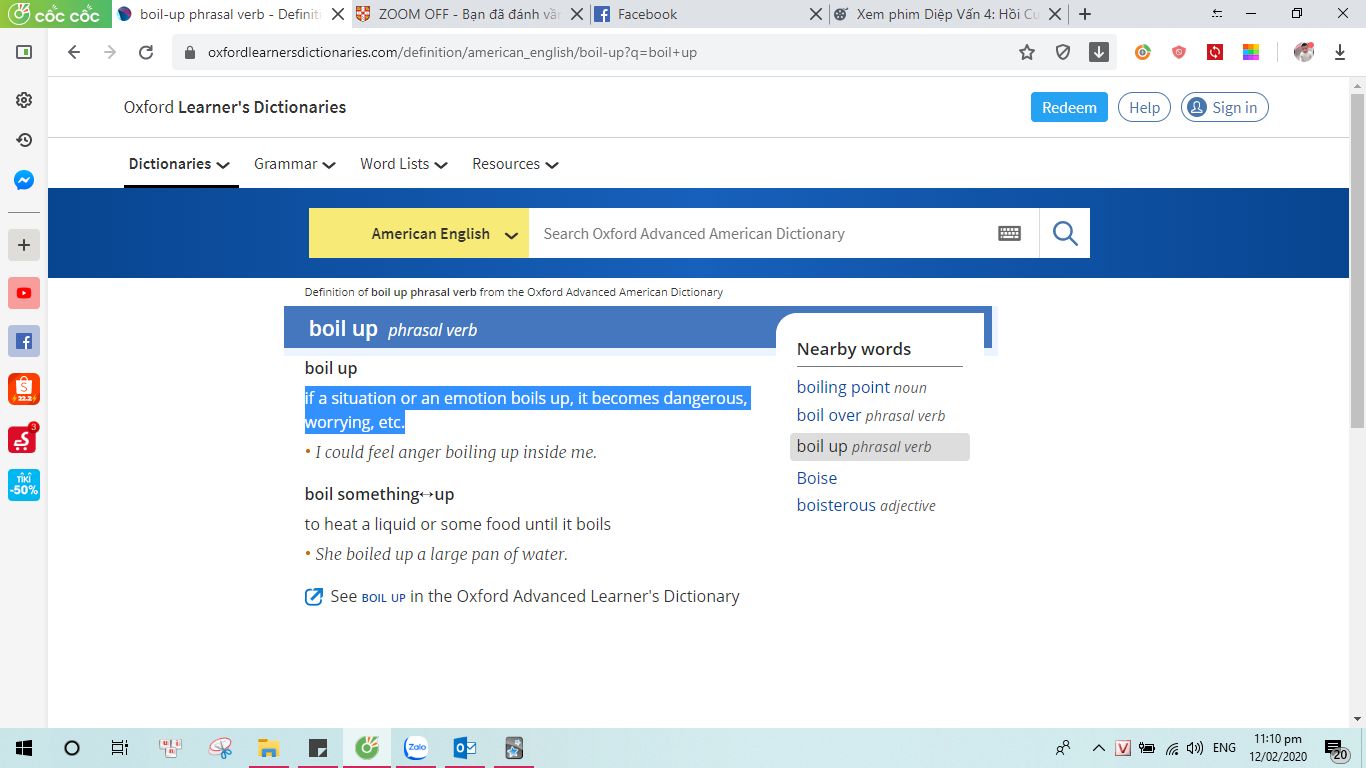 cốc cốc
boil-up phrasal verb - Definiti
ZOOM OFF - Bạn đã đánh vần
Facebook
Xem phim Diệp Vấn 4: Hồi Cu
oxfordlearnersdictionaries.com/definition/american_english/boil-up?q=boil+up
Oxford Learner's Dictionaries
Redeem
Help
Sign in
Dictionaries
Grammar
Word Lists
Resources
American English
Search Oxford Advanced American Dictionary
Definition of boil up phrasal verb from the Oxford Advanced American Dictionary
boil up phrasal verb
boil up
if a situation or an emotion boils up, it becomes dangerous,
worrying, etc.
• I could feel anger boiling up inside me.
boil something↔up
to heat a liquid or some food until it boils
• She boiled up a large pan of water.
See BOIL UP in the Oxford Advanced Learner's Dictionary
Nearby words
boiling point noun
boil over phrasal verb
boil up phrasal verb
Boise
boisterous adjective
22.2
3
TIKI
-50%
Zalo
V
ENG
11:10 pm
12/02/2020
20